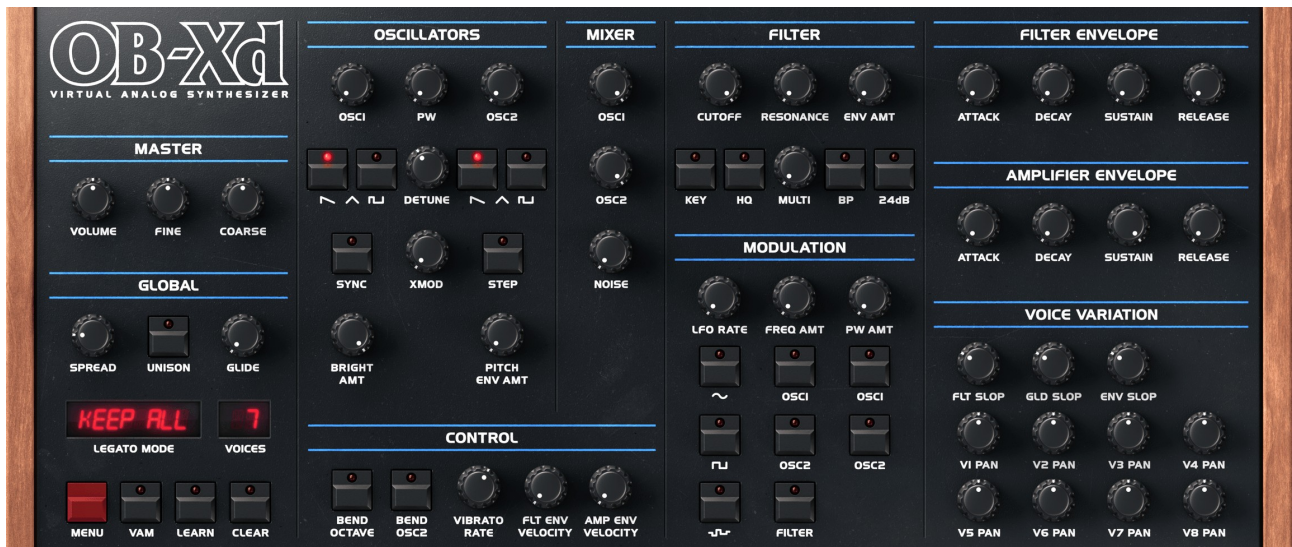 OB-Xd
VIRTUAL ANALOG SYNTHESIZER
MASTER
VOLUME FINE COARSE
GLOBAL
SPREAD UNISON GLIDE
KEEP ALL 7
LEGATO MODE VOICES
MENU VAM LEARN CLEAR
OSCILLATORS
OSC1 PW OSC2
DETUNE
SYNC XMOD STEP
BRIGHT AMT
PITCH ENV AMT
MIXER
OSC1
OSC2
NOISE
CONTROL
BEND OCTAVE
BEND OSC2
VIBRATO RATE
FLT ENV VELOCITY
AMP ENV VELOCITY
FILTER
CUTOFF RESONANCE ENV AMT
KEY HQ MULTI BP 24dB
MODULATION
LFO RATE FREQ AMT PW AMT
OSC1 OSC1
OSC2 OSC2
FILTER
FILTER ENVELOPE
ATTACK DECAY SUSTAIN RELEASE
AMPLIFIER ENVELOPE
ATTACK DECAY SUSTAIN RELEASE
VOICE VARIATION
FLT SLOP GLD SLOP ENV SLOP
V1 PAN V2 PAN V3 PAN V4 PAN
V5 PAN V6 PAN V7 PAN V8 PAN